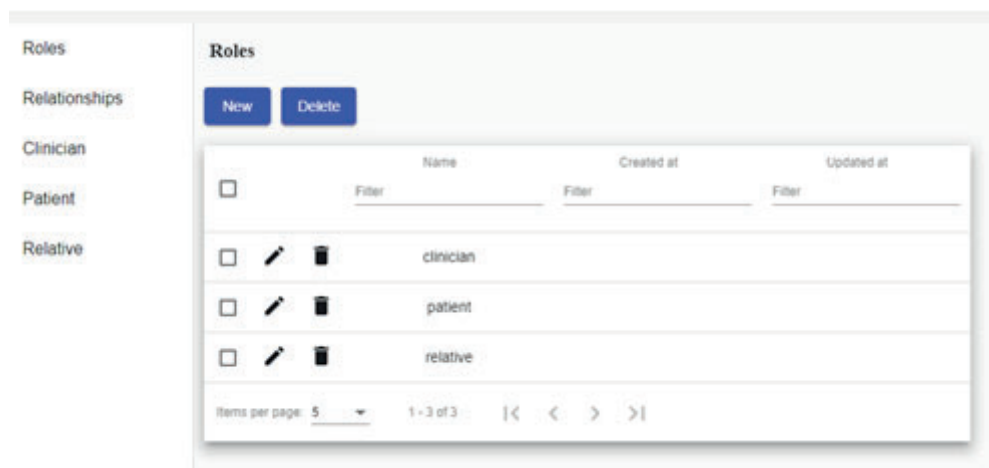 Roles
Relationships
Clinician
Patient
Relative
Roles
New Delete
Name Created at Updated at
Filter Filter Filter
clinician
patient
relative
Items per page: 5 1 - 3 of 3